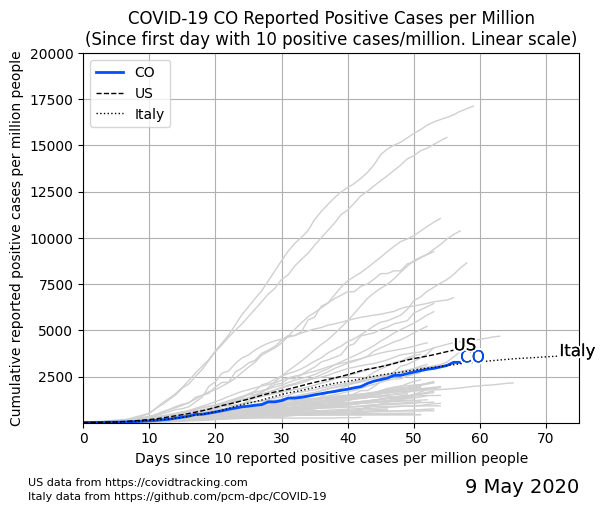 COVID-19 CO Reported Positive Cases per Million
(Since first day with 10 positive cases/million. Linear scale)
Cumulative reported positive cases per million people
20000
17500
15000
12500
10000
7500
5000
2500
CO
US
Italy
US
CO
Italy
0 10 20 30 40 50 60 70
Days since 10 reported positive cases per million people
US data from https://covidtracking.com
Italy data from https://github.com/pcm-dpc/COVID-19
9 May 2020